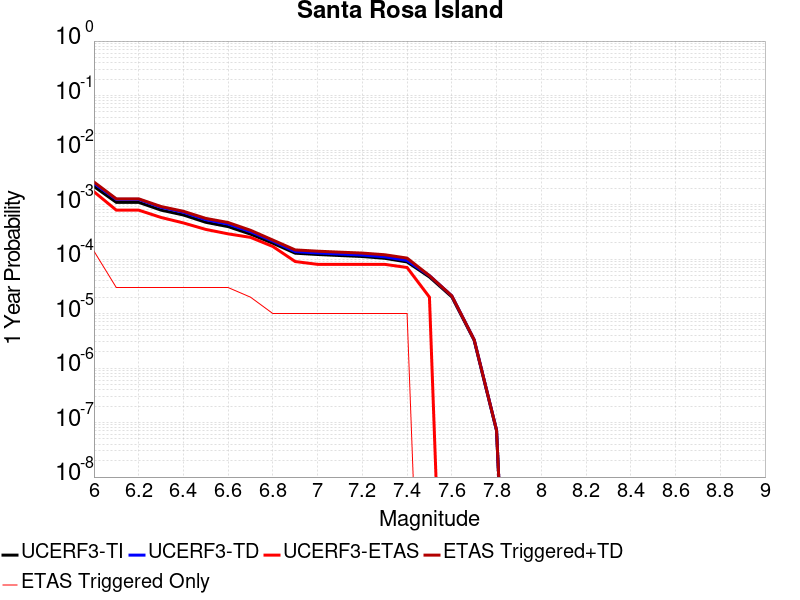 Santa Rosa Island
10^0
10^-1
10^-2
10^-3
10^-4
10^-5
10^-6
10^-7
10^-8
1 Year Probability
6 6.2 6.4 6.6 6.8 7 7.2 7.4 7.6 7.8 8 8.2 8.4 8.6 8.8 9
Magnitude
UCERF3-TI UCERF3-TD UCERF3-ETAS ETAS Triggered+TD
ETAS Triggered Only